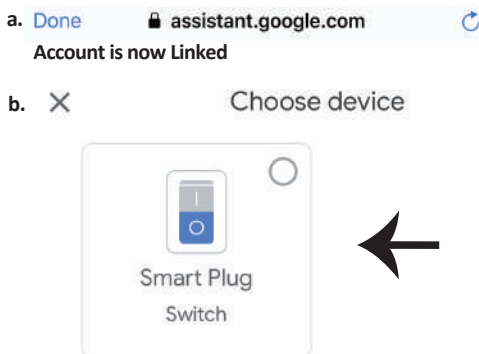 a. Done assistant.google.com
Account is now Linked
b. Choose device
Smart Plug
Switch